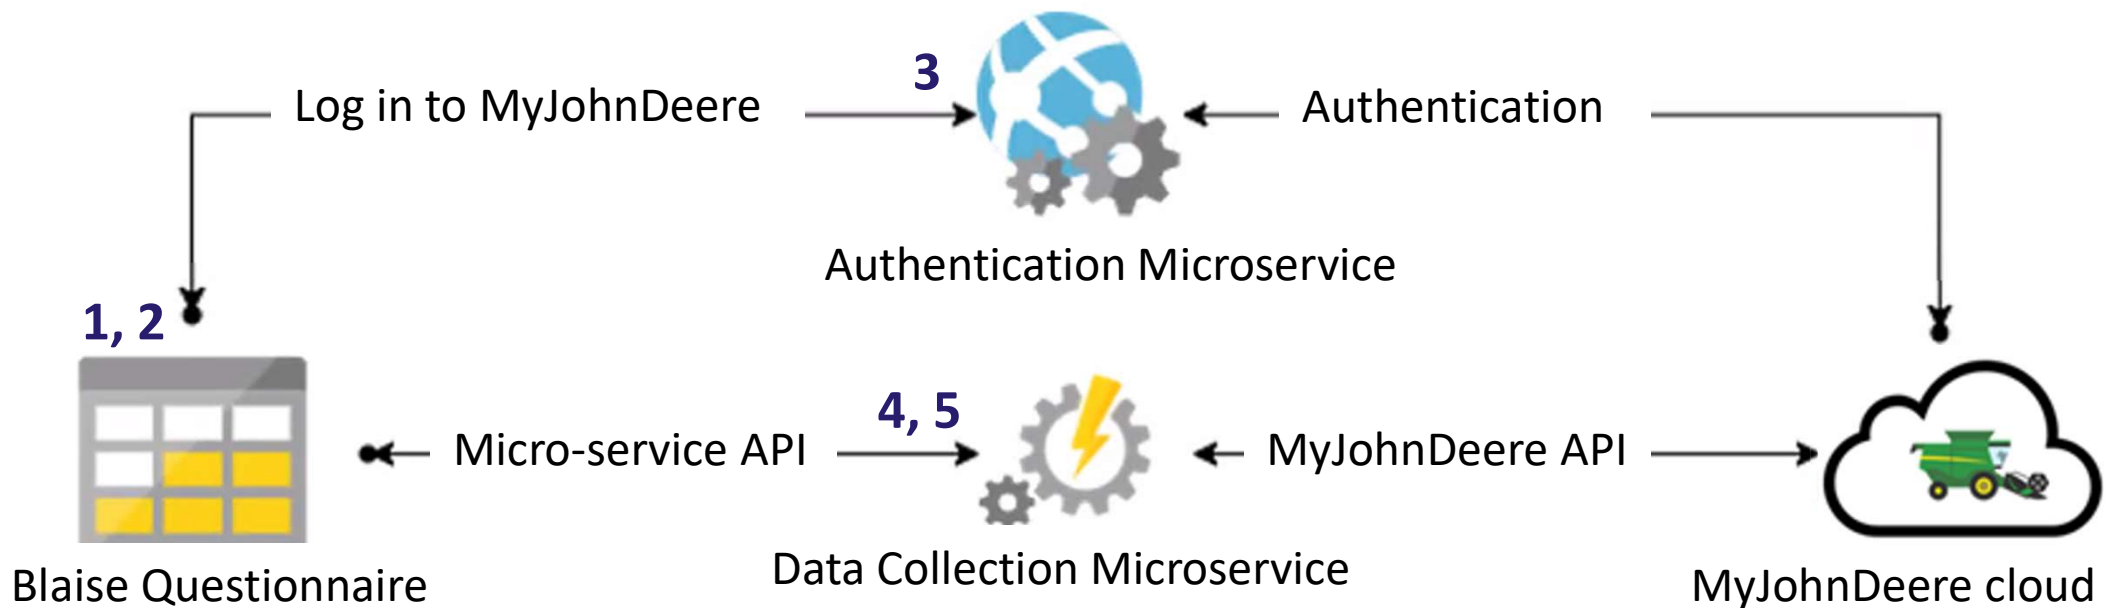 3
Log in to MyJohnDeere
Authentication
Authentication Microservice
1, 2
4, 5
Micro-service API
MyJohnDeere API
Blaise Questionnaire
Data Collection Microservice
MyJohnDeere cloud